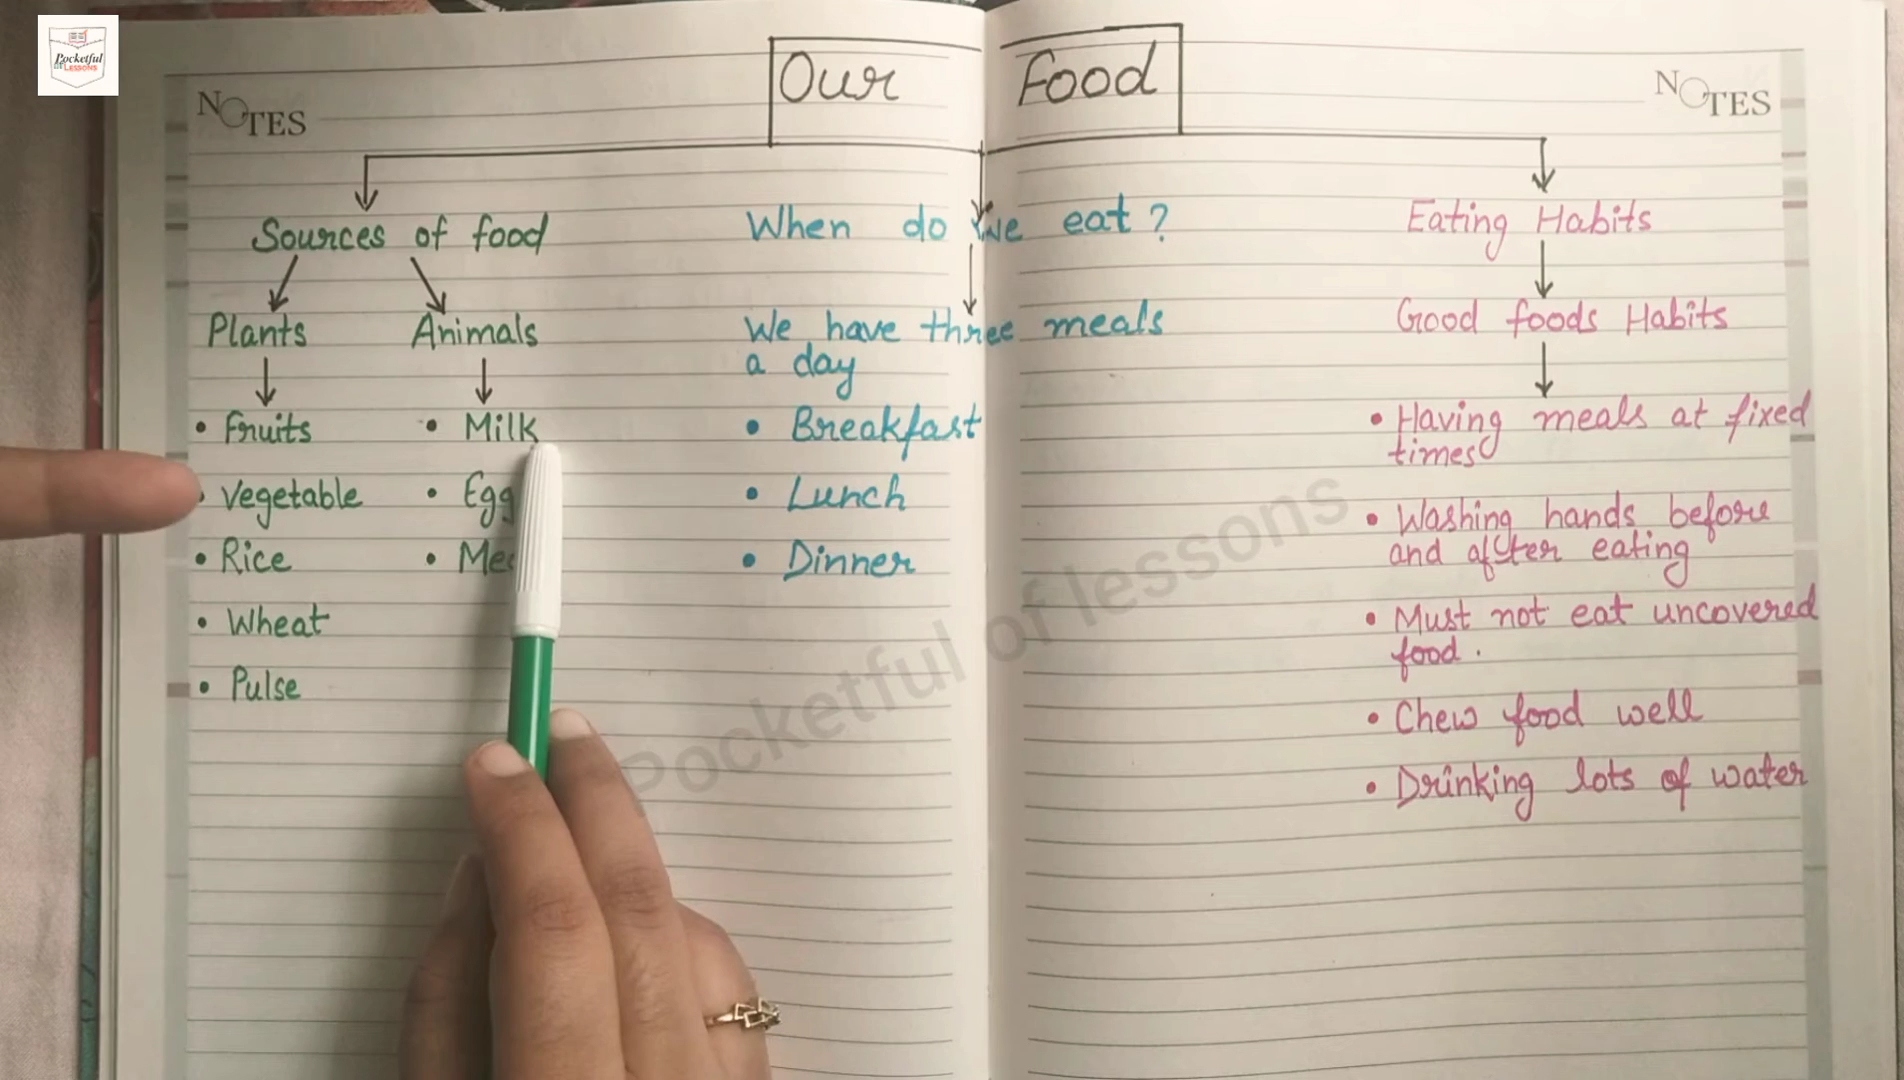 Pocketful
OF LESSONS
NOTES
NOTES
Our Food
Sources of food
Plants
Animals
• Fruits
• Vegetable
• Rice
• Wheat
• Pulse
• Milk
• Egg
When do we eat?
We have three meals
a day
• Breakfast
• Lunch
• Dinner
Eating Habits
Good foods Habits
• Having meals at fixed
times
• Washing hands before
and after eating
• Must not eat uncovered
food.
• Chew food well
• Drinking lots of water
Pocketful of lessons